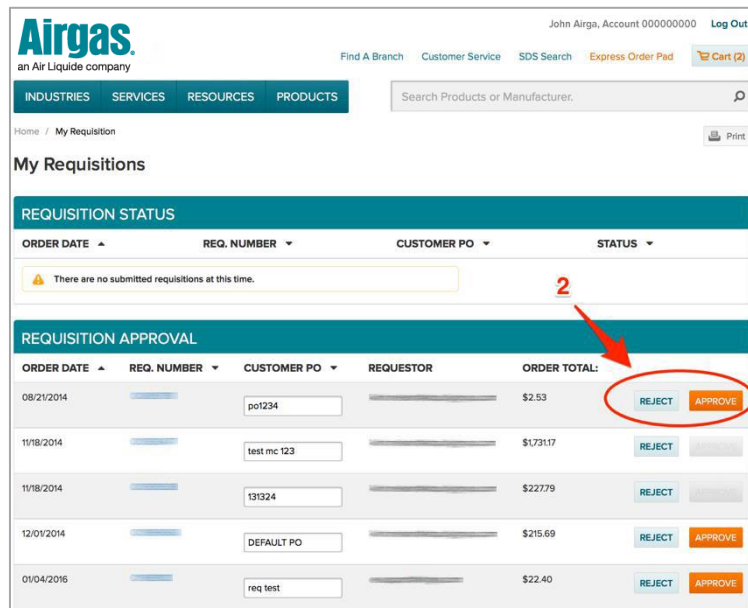 John Airga, Account 000000000 Log Out
Airgas.
an Air Liquide company
Find A Branch Customer Service SDS Search Express Order Pad Cart (2)
INDUSTRIES SERVICES RESOURCES PRODUCTS
Search Products or Manufacturer.
Home / My Requisition
Print
My Requisitions
REQUISITION STATUS
ORDER DATE REQ. NUMBER CUSTOMER PO STATUS
There are no submitted requisitions at this time.
2
REQUISITION APPROVAL
ORDER DATE REQ. NUMBER CUSTOMER PO REQUESTOR ORDER TOTAL:
08/21/2014 po1234 $2.53 REJECT APPROVE
11/18/2014 test mc 123 $1,731.17 REJECT APPROVE
11/18/2014 131324 $227.79 REJECT APPROVE
12/01/2014 DEFAULT PO $215.69 REJECT APPROVE
01/04/2016 req test $22.40 REJECT APPROVE